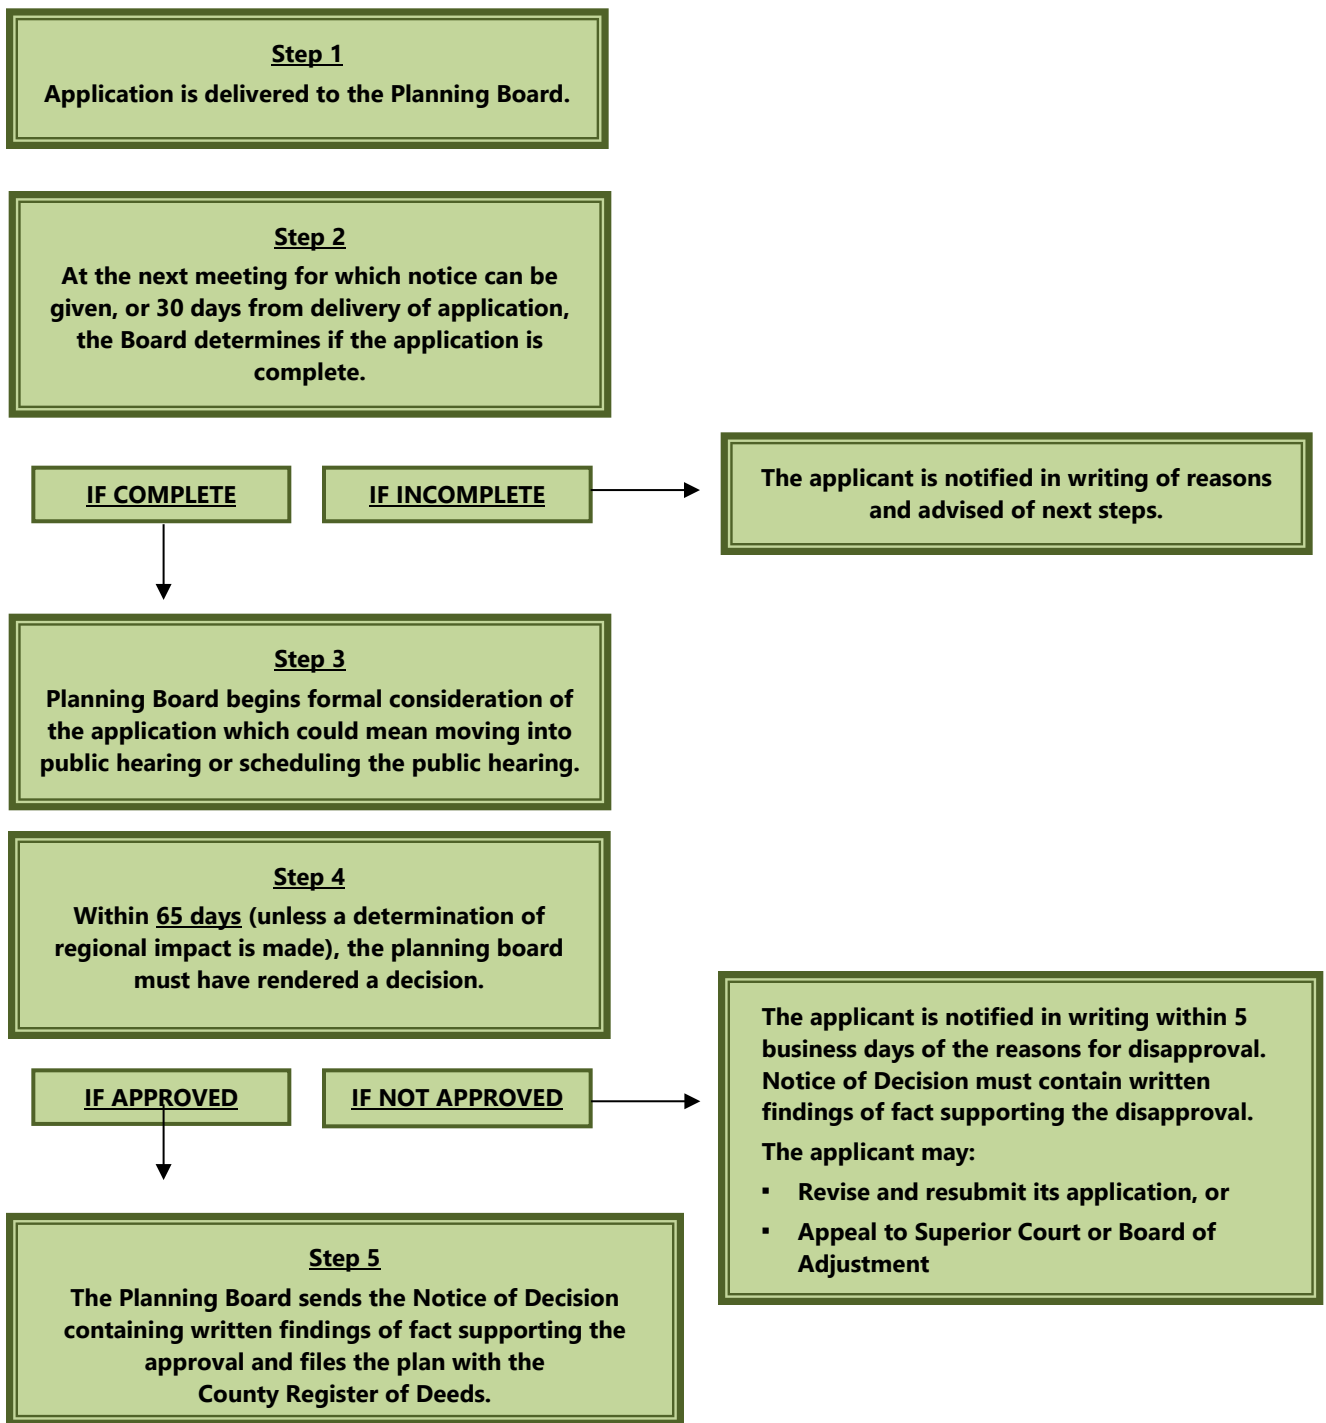 Step 1
Application is delivered to the Planning Board.
Step 2
At the next meeting for which notice can be
given, or 30 days from delivery of application,
the Board determines if the application is
complete.
IF COMPLETE
IF INCOMPLETE
The applicant is notified in writing of reasons
and advised of next steps.
Step 3
Planning Board begins formal consideration of
the application which could mean moving into
public hearing or scheduling the public hearing.
Step 4
Within 65 days (unless a determination of
regional impact is made), the planning board
must have rendered a decision.
IF APPROVED
IF NOT APPROVED
The applicant is notified in writing within 5
business days of the reasons for disapproval.
Notice of Decision must contain written
findings of fact supporting the disapproval.
The applicant may:
▪ Revise and resubmit its application, or
▪ Appeal to Superior Court or Board of
Adjustment
Step 5
The Planning Board sends the Notice of Decision
containing written findings of fact supporting the
approval and files the plan with the
County Register of Deeds.